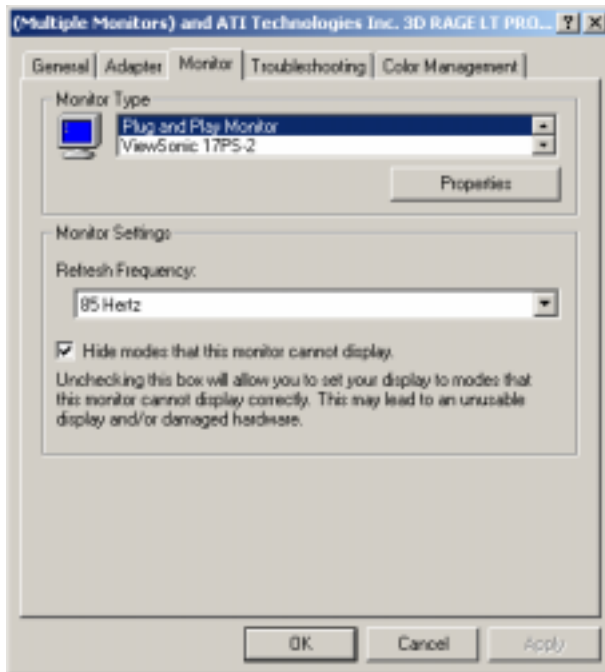 (Multiple Monitors) and ATI Technologies Inc. 3D RAGE LT PRO...
General Adapter Monitor Troubleshooting Color Management
Monitor Type
Plug and Play Monitor
ViewSonic 17PS-2
Properties
Monitor Settings
Refresh Frequency:
85 Hertz
Hide modes that this monitor cannot display.
Unchecking this box will allow you to set your display to modes that
this monitor cannot display correctly. This may lead to an unusable
display and/or damaged hardware.
OK Cancel Apply